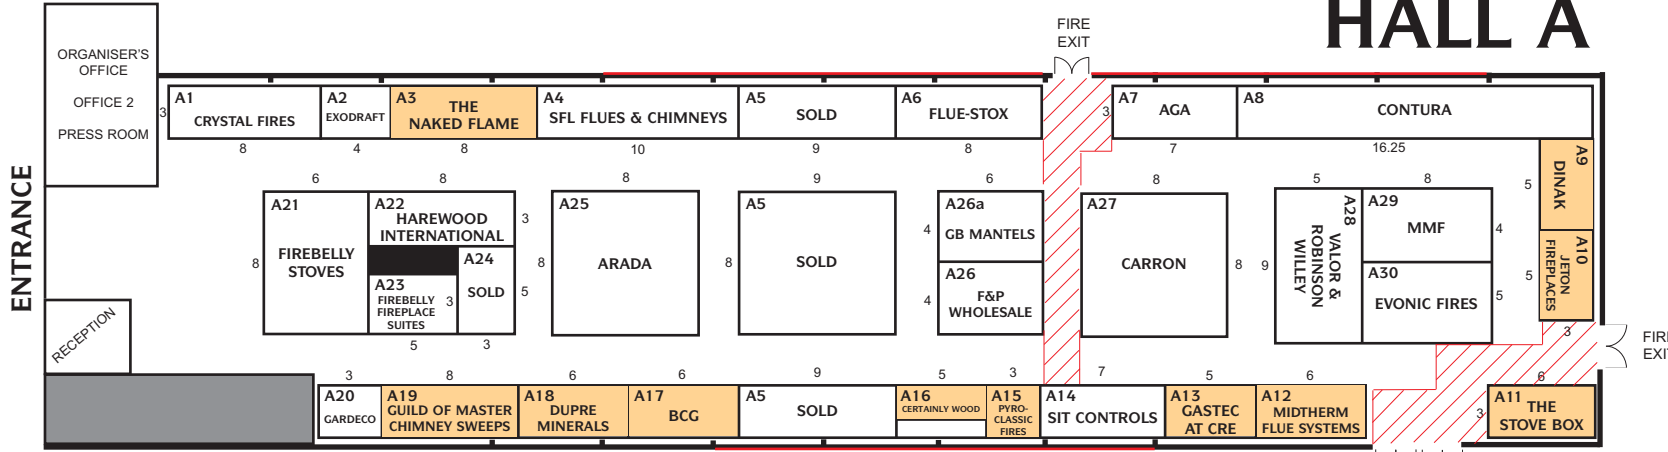 HALL A
FIRE
EXIT
ORGANISER'S
OFFICE
OFFICE 2
PRESS ROOM
ENTRANCE
RECEPTION
3
A1
CRYSTAL FIRES
8
A2
EXODRAFT
4
A3
THE
NAKED FLAME
8
A4
SFL FLUES & CHIMNEYS
10
A5
SOLD
9
A6
FLUE-STOX
8
3
A7
AGA
7
A8
CONTURA
16.25
A9
DINAK
5
A10
JETON
FIREPLACES
5
3
6
A21
FIREBELLY
STOVES
8
8
A22
HAREWOOD
INTERNATIONAL
3
A23
FIREBELLY
FIREPLACE
SUITES
3
5
A24
SOLD
5
3
8
A25
ARADA
8
9
A5
SOLD
8
6
A26a
GB MANTELS
4
A26
F&P
WHOLESALE
4
8
A27
CARRON
8
5
A28
VALOR &
ROBINSON
WILLEY
9
8
A29
MMF
4
A30
EVONIC FIRES
5
FIRE
EXIT
3
A20
GARDECO
8
A19
GUILD OF MASTER
CHIMNEY SWEEPS
6
A18
DUPRE
MINERALS
6
A17
BCG
9
A5
SOLD
5
A16
CERTAINLY WOOD
3
A15
PYRO-
CLASSIC
FIRES
7
A14
SIT CONTROLS
5
A13
GASTEC
AT CRE
6
A12
MIDTHERM
FLUE SYSTEMS
6
3
A11
THE
STOVE BOX